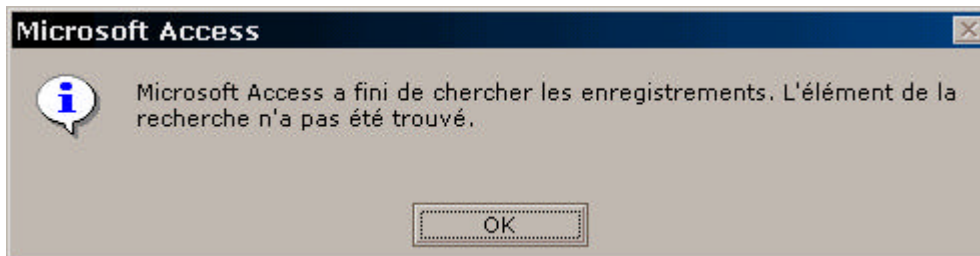 Microsoft Access
Microsoft Access a fini de chercher les enregistrements. L'élément de la
recherche n'a pas été trouvé.
OK